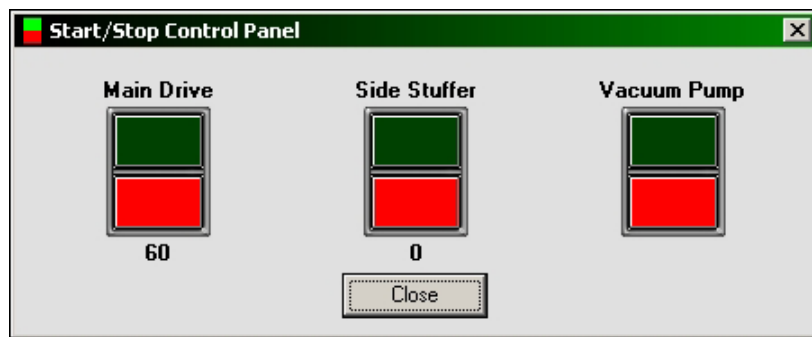 Start/Stop Control Panel
Main Drive Side Stuffer Vacuum Pump
60 0
Close